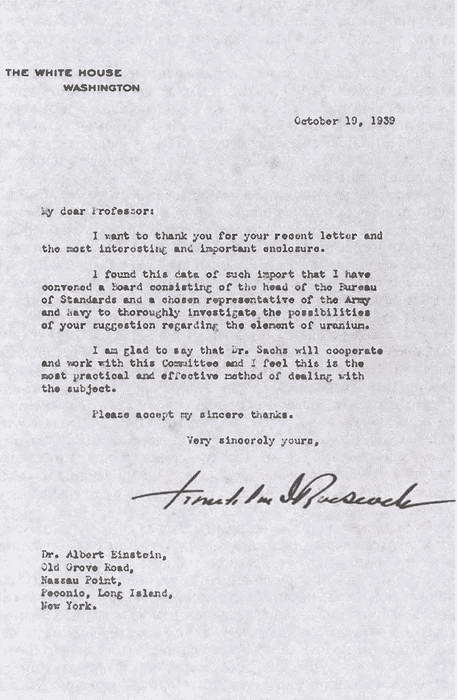 THE WHITE HOUSE
WASHINGTON
October 19, 1939
My dear Professor:
I want to thank you for your recent letter and
the most interesting and important enclosure.
I found this data of such import that I have
convened a Board consisting of the head of the Bureau
of Standards and a chosen representative of the Army
and Navy to thoroughly investigate the possibilities
of your suggestion regarding the element of uranium.
I am glad to say that Dr. Sachs will cooperate
and work with this Committee and I feel this is the
most practical and effective method of dealing with
the subject.
Please accept my sincere thanks.
Very sincerely yours,
Franklin D Roosevelt
Dr. Albert Einstein,
Old Grove Road,
Nassau Point,
Peconic, Long Island,
New York.